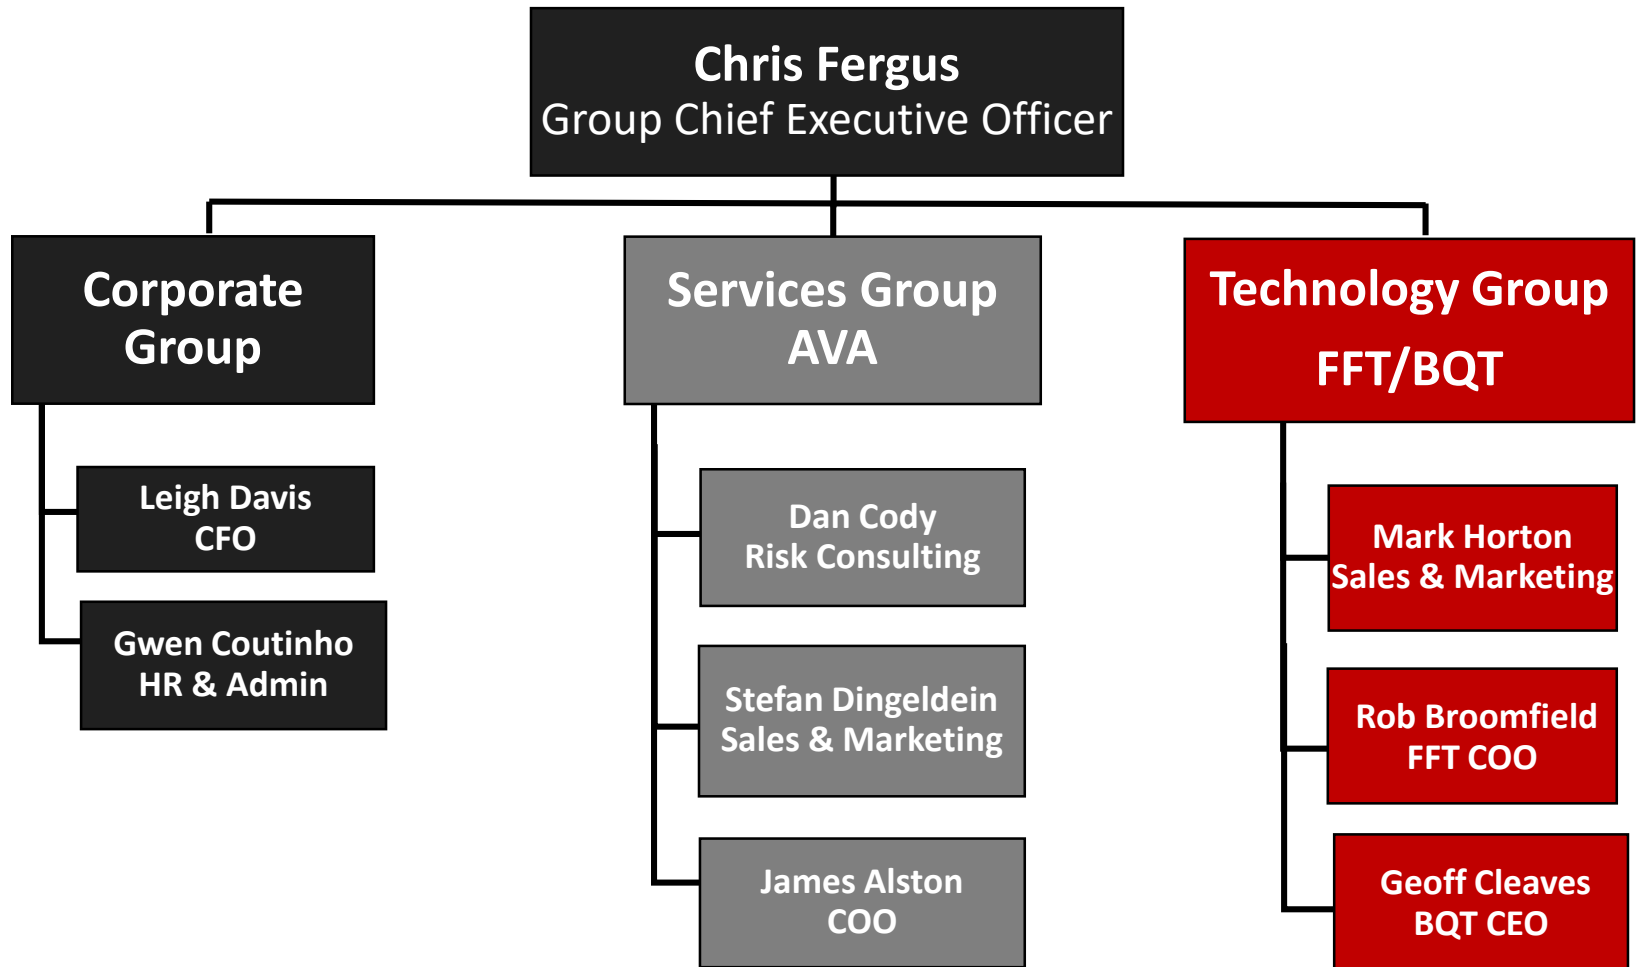 Chris Fergus
Group Chief Executive Officer
Corporate
Group
Leigh Davis
CFO
Gwen Coutinho
HR & Admin
Services Group
AVA
Dan Cody
Risk Consulting
Stefan Dingeldein
Sales & Marketing
James Alston
COO
Technology Group
FFT/BQT
Mark Horton
Sales & Marketing
Rob Broomfield
FFT COO
Geoff Cleaves
BQT CEO